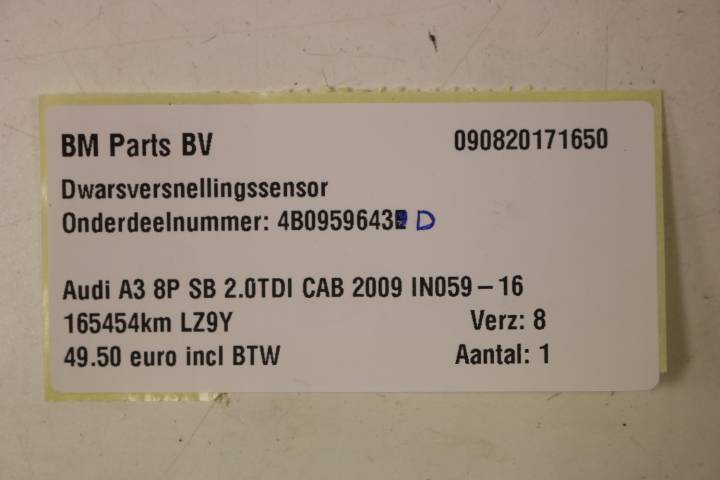 BM Parts BV 090820171650
Dwarsversnellingssensor
Onderdeelnummer: 4B0959643E D
Audi A3 8P SB 2.0TDI CAB 2009 IN059-16
165454km LZ9Y Verz: 8
49.50 euro incl BTW Aantal: 1